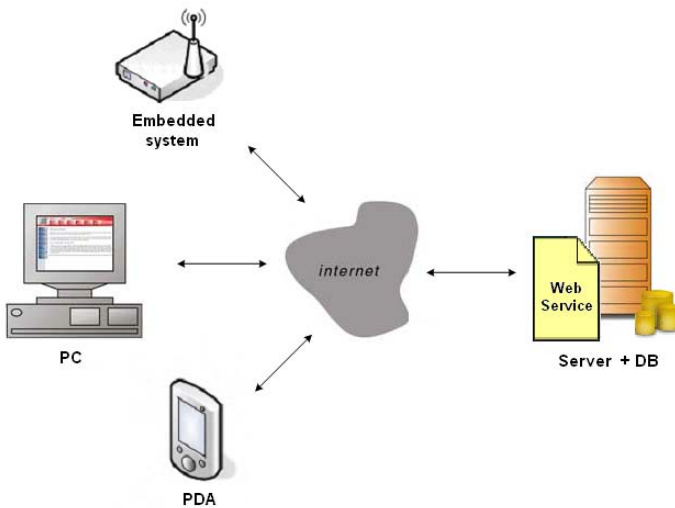 Embedded
system
PC
internet
Web
Service
Server + DB
PDA